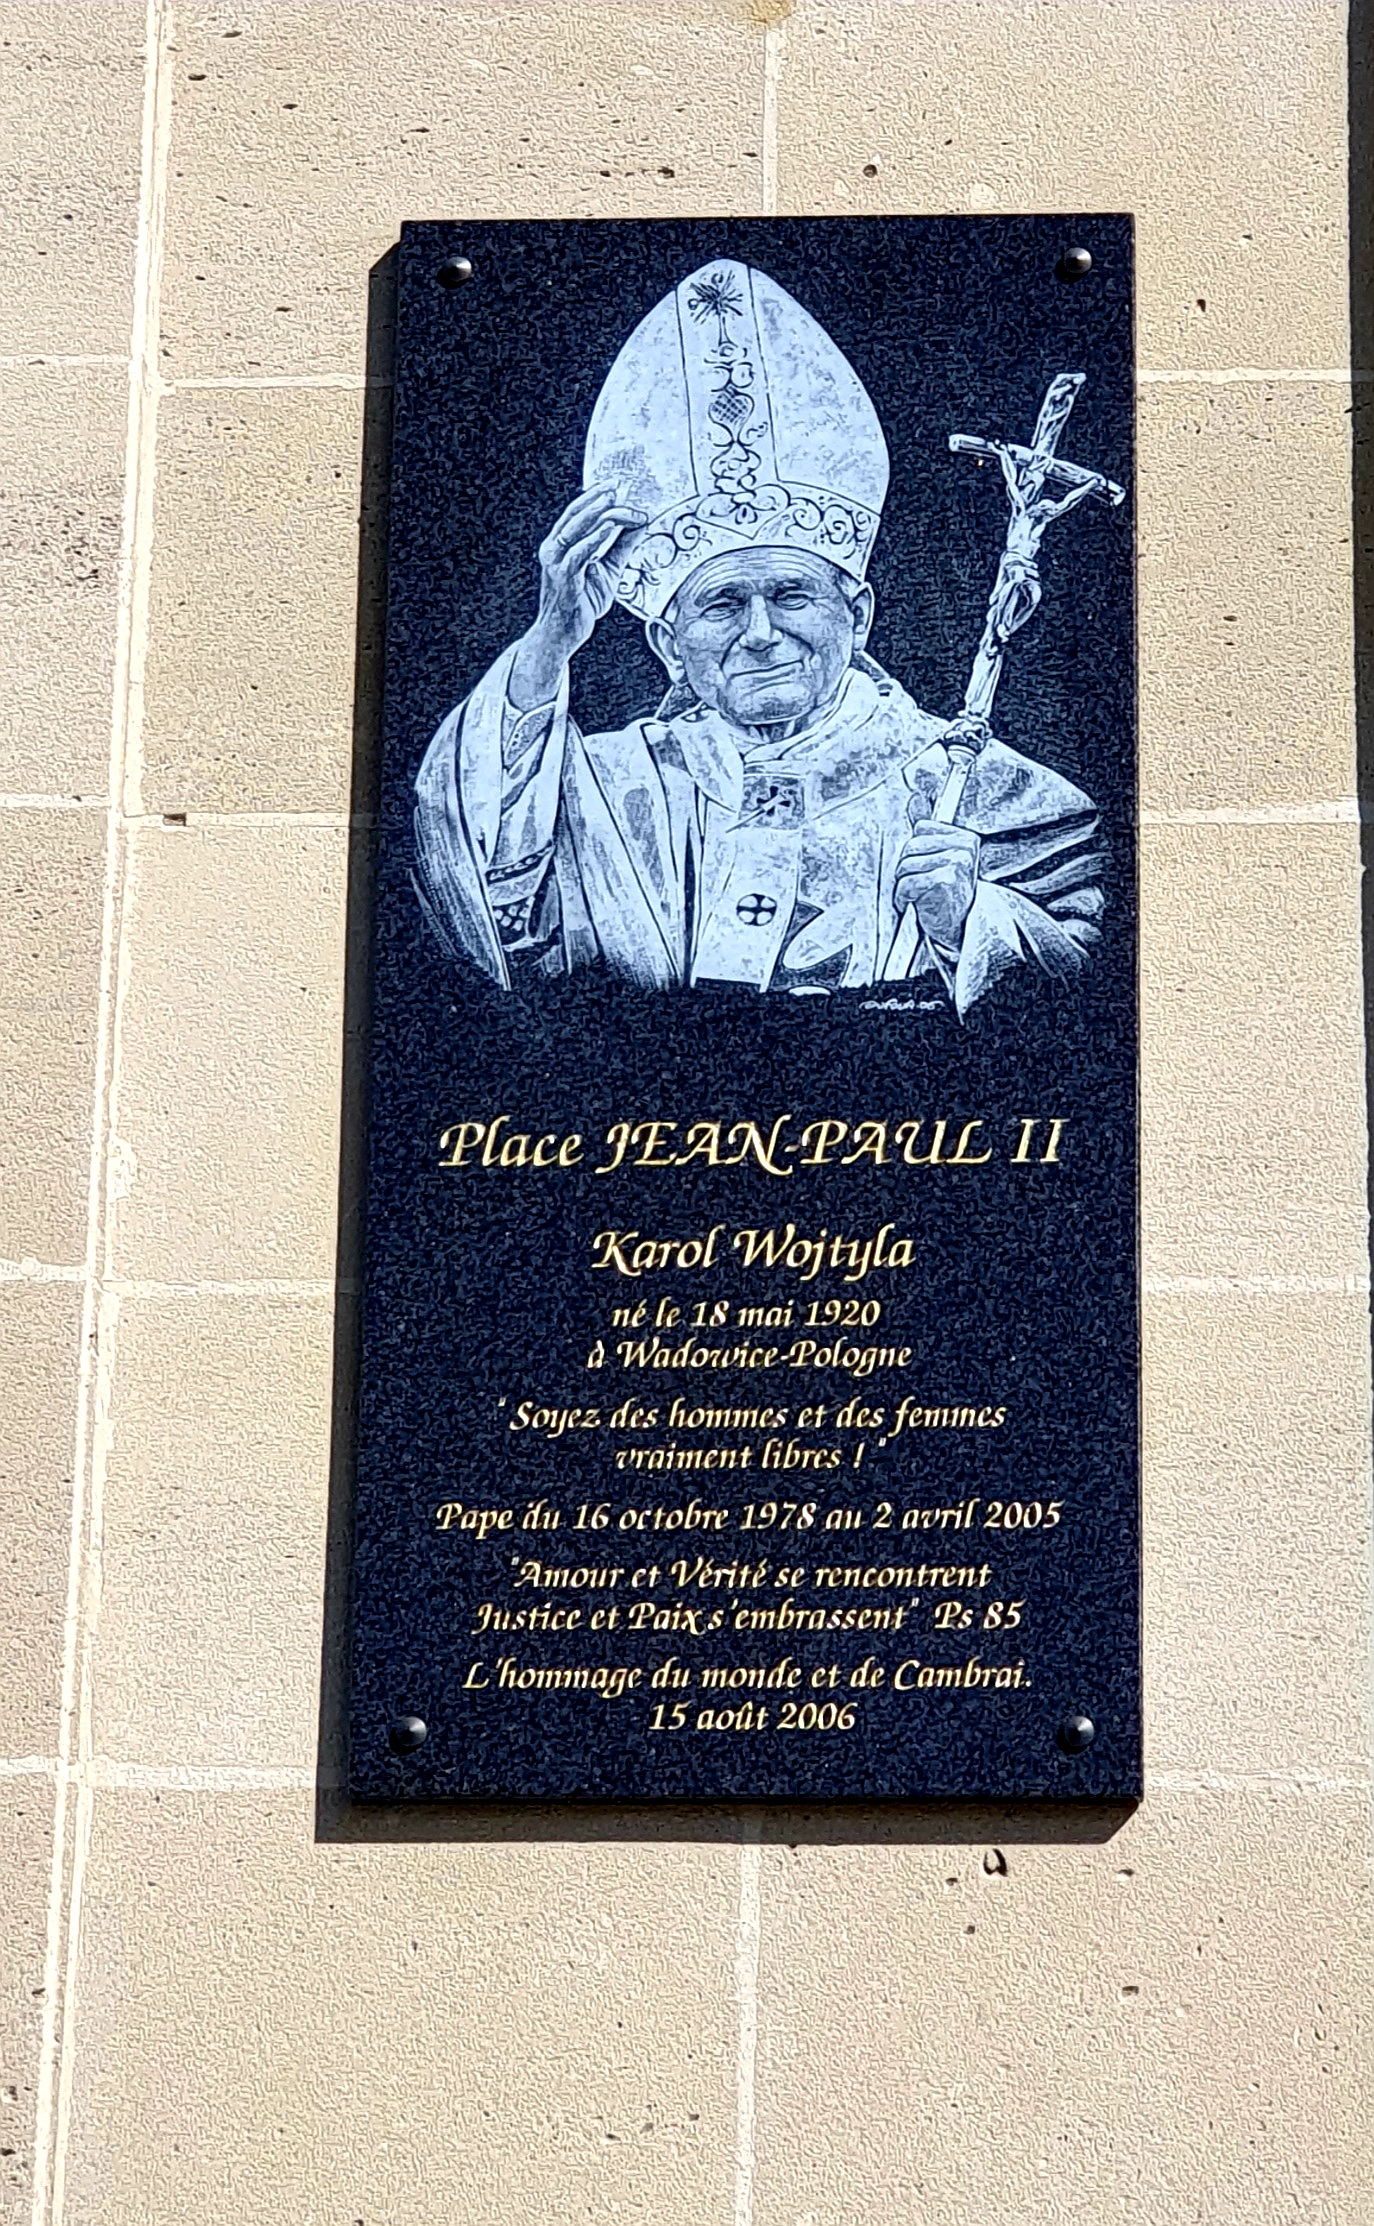 Place JEAN-PAUL II
Karol Wojtyla
né le 18 mai 1920
à Wadowice-Pologne
"Soyez des hommes et des femmes
vraiment libres ! "
Pape du 16 octobre 1978 au 2 avril 2005
"Amour et Vérité se rencontrent
Justice et Paix s'embrassent" Ps 85
L'hommage du monde et de Cambrai.
15 août 2006